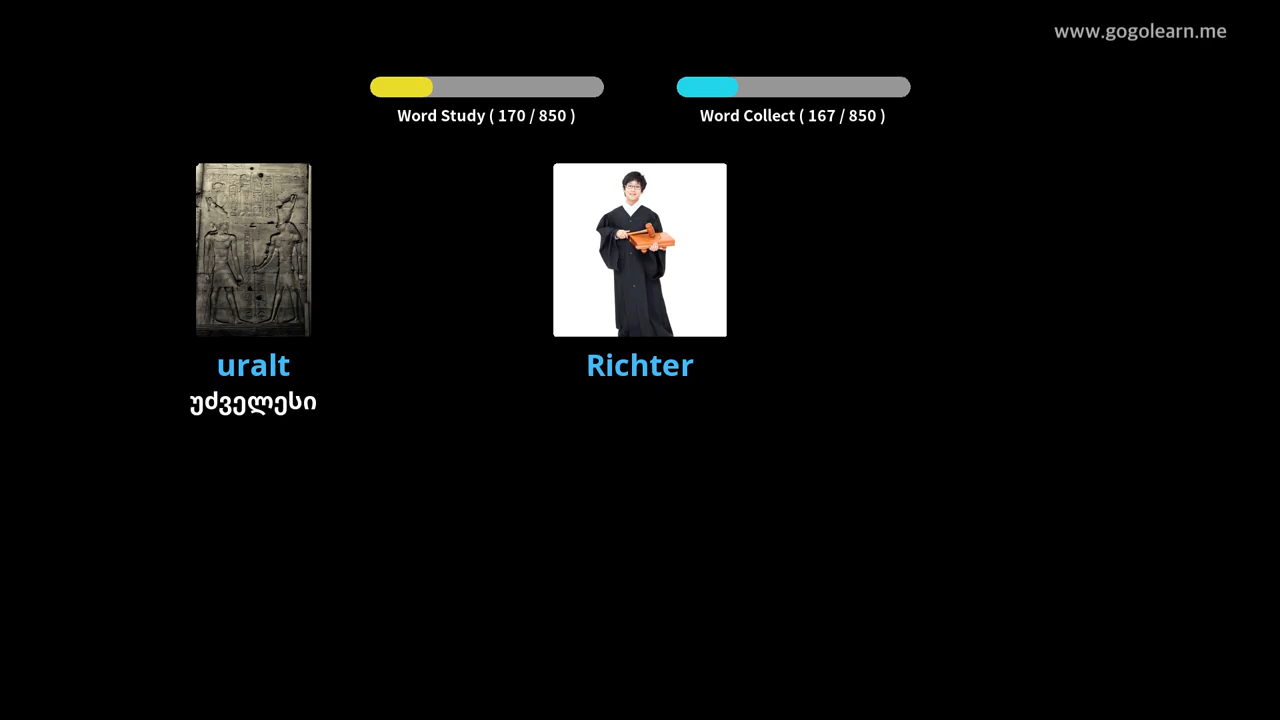 www.gogolearn.me
Word Study ( 170 / 850 )
Word Collect ( 167 / 850 )
uralt
Richter
უძველესი